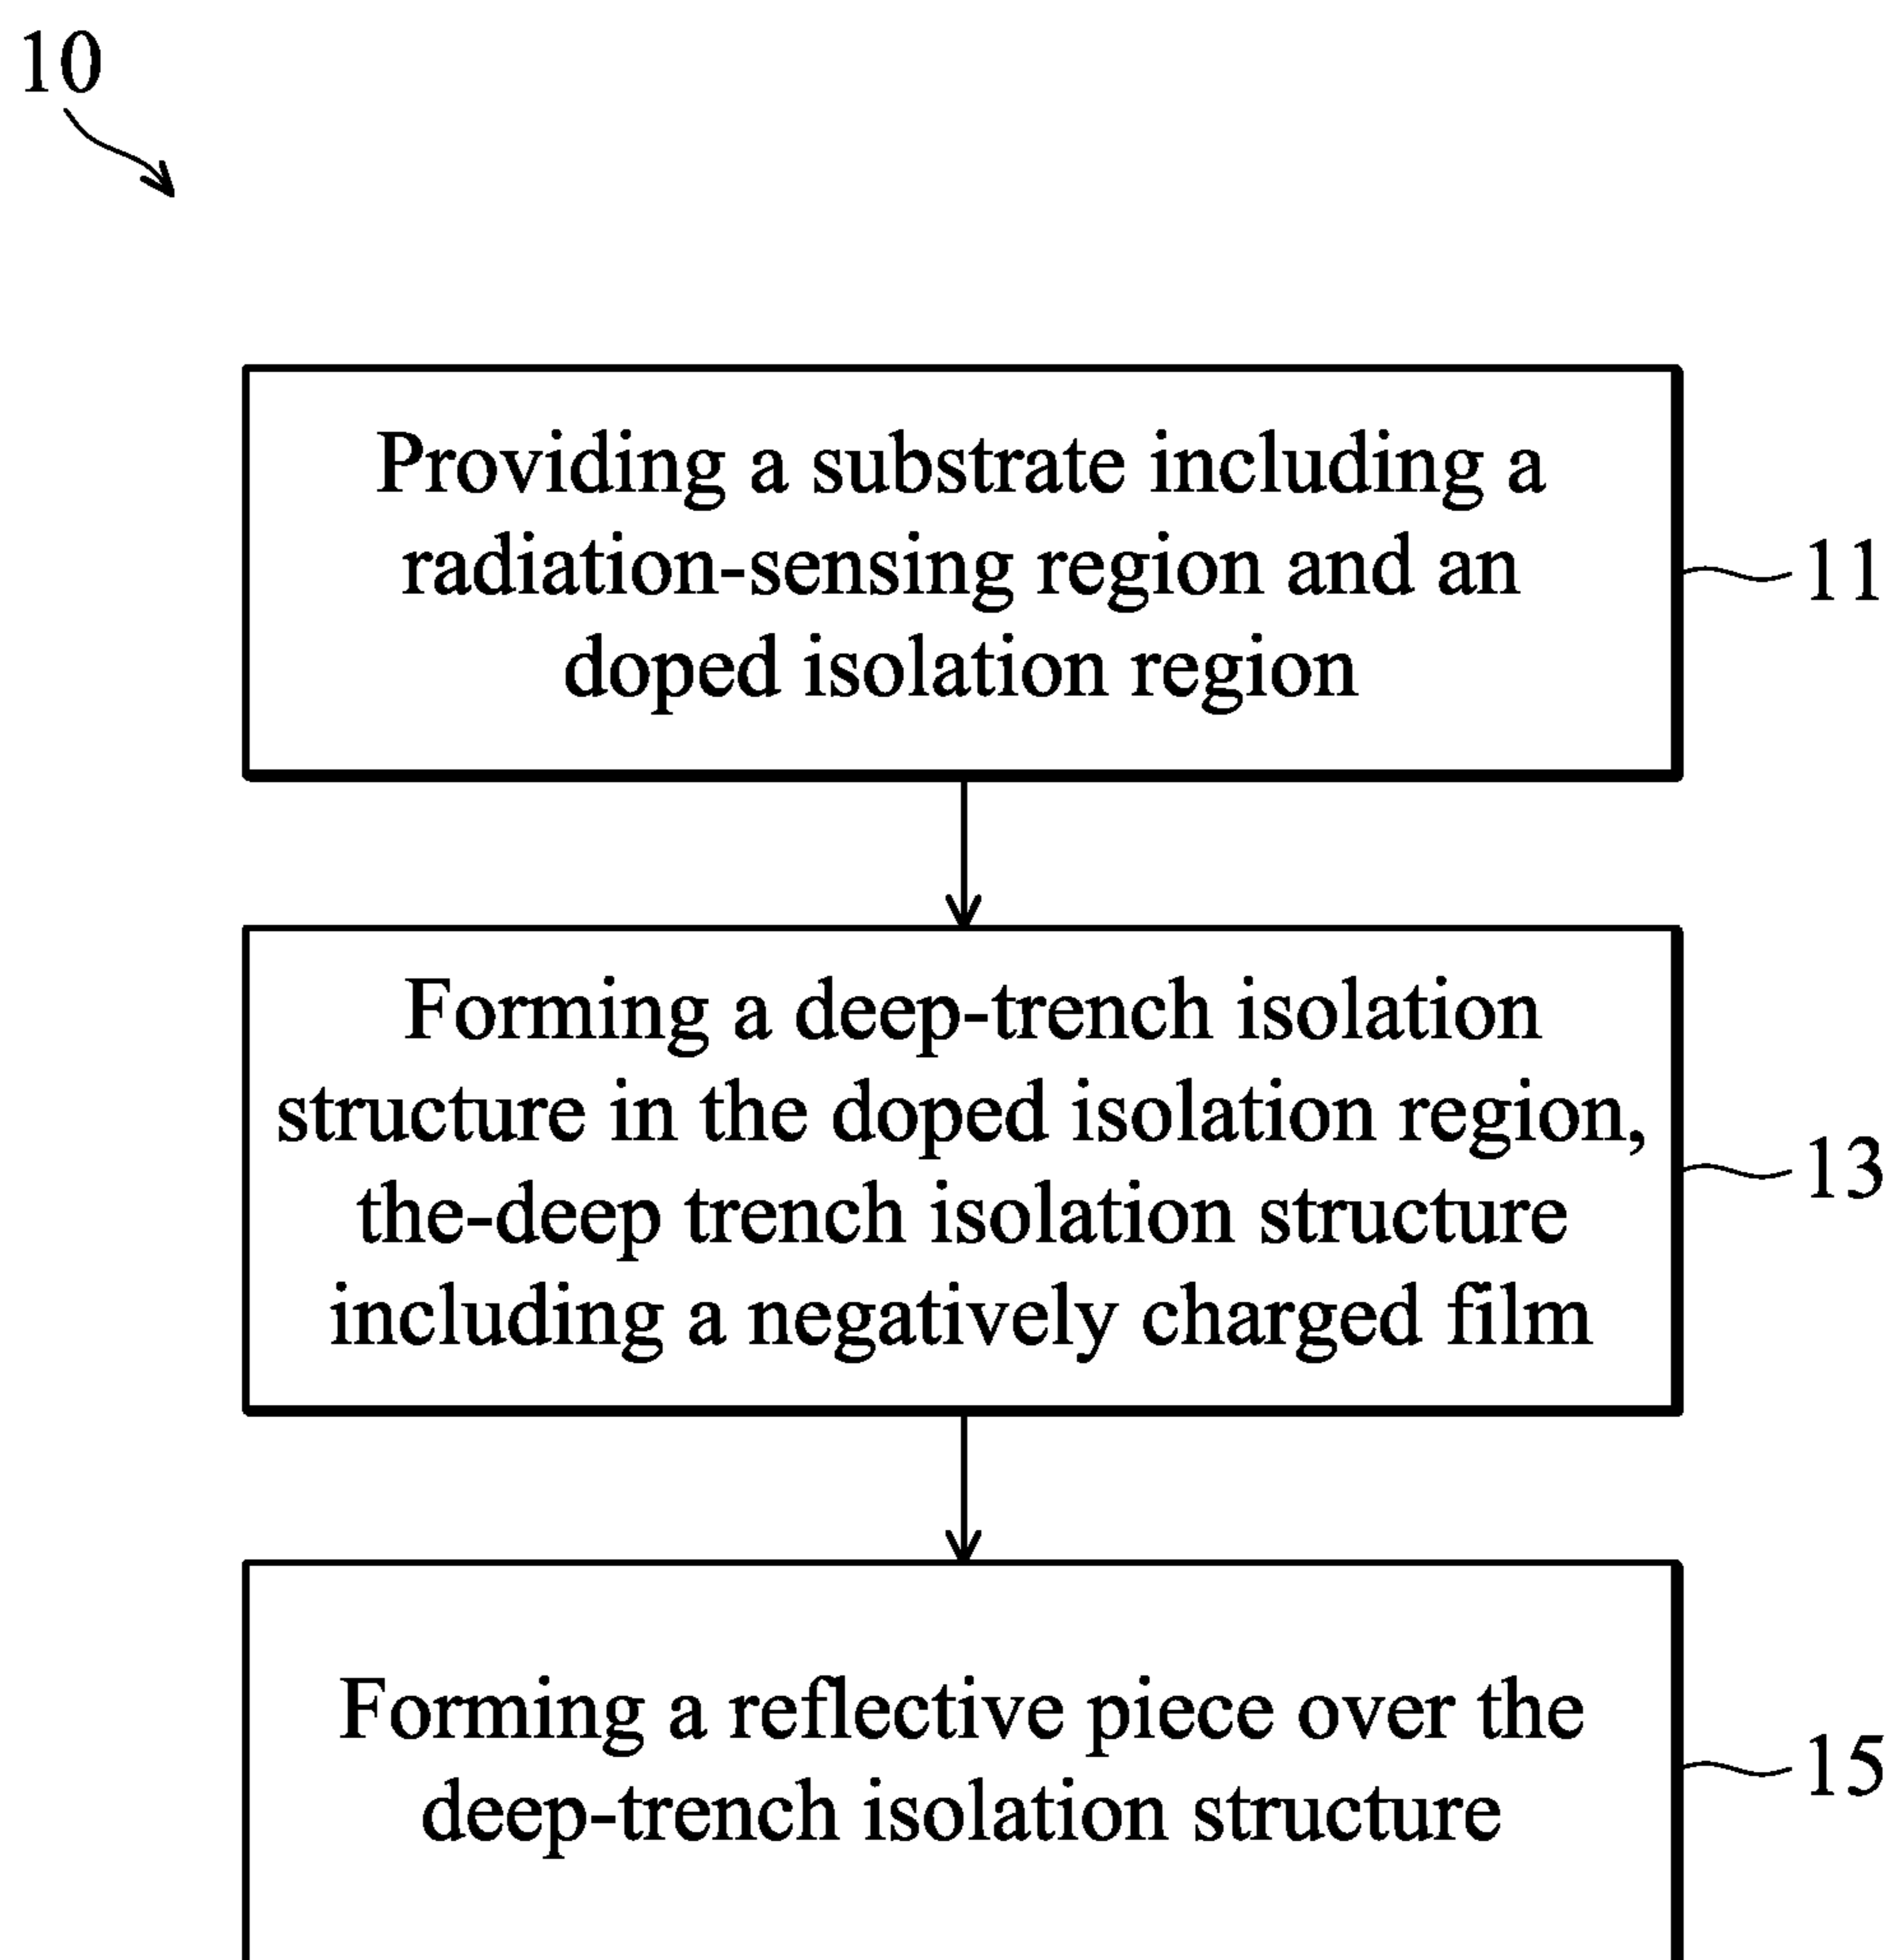 10
Providing a substrate including a
radiation-sensing region and an
doped isolation region
11
Forming a deep-trench isolation
structure in the doped isolation region,
the-deep trench isolation structure
including a negatively charged film
13
Forming a reflective piece over the
deep-trench isolation structure
15